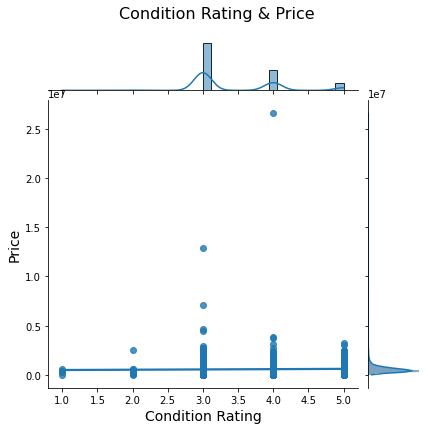 Condition Rating & Price
1e7
1e7
2.5
2.0
1.5
1.0
0.5
0.0
Price
1.0 1.5 2.0 2.5 3.0 3.5 4.0 4.5 5.0
Condition Rating